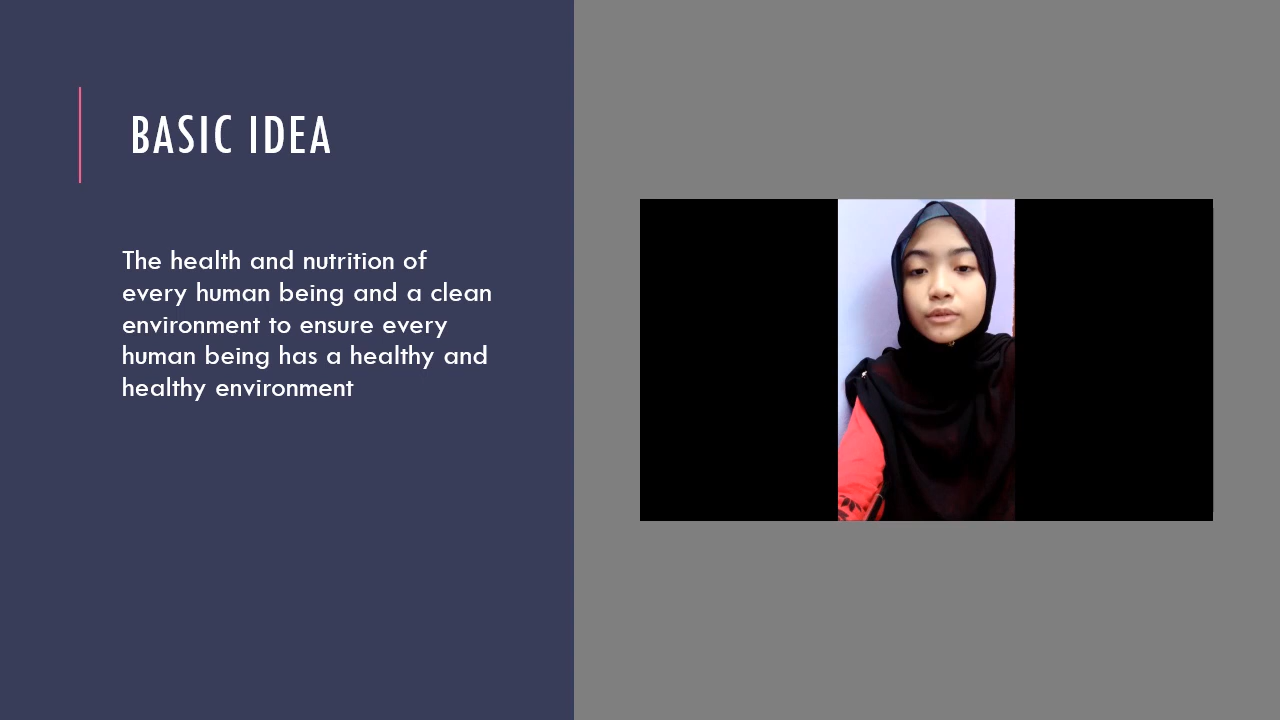 BASIC IDEA
The health and nutrition of
every human being and a clean
environment to ensure every
human being has a healthy and
healthy environment